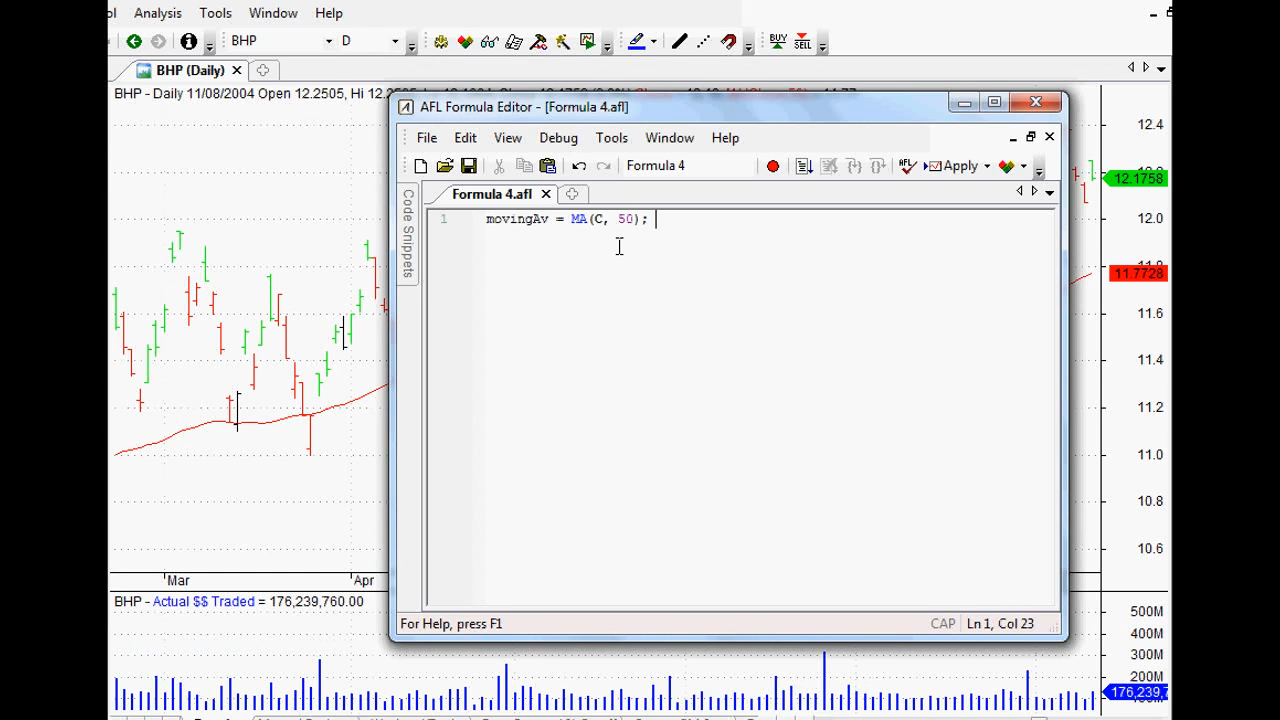 ol Analysis Tools Window Help
BHP D BUY SELL
BHP (Daily)
BHP - Daily 11/08/2004 Open 12.2505, Hi 12.
AFL Formula Editor - [Formula 4.afl]
File Edit View Debug Tools Window Help
Formula 4 AFL Apply
Formula 4.afl
Code Snippets
1 movingAv = MA(C, 50);
12.4
12.1758
12.0
11.7728
11.6
11.4
11.2
11.0
10.8
10.6
Mar Apr
BHP - Actual $$ Traded = 176,239,760.00
For Help, press F1 CAP Ln 1, Col 23
500M
400M
300M
200M
176,239,7